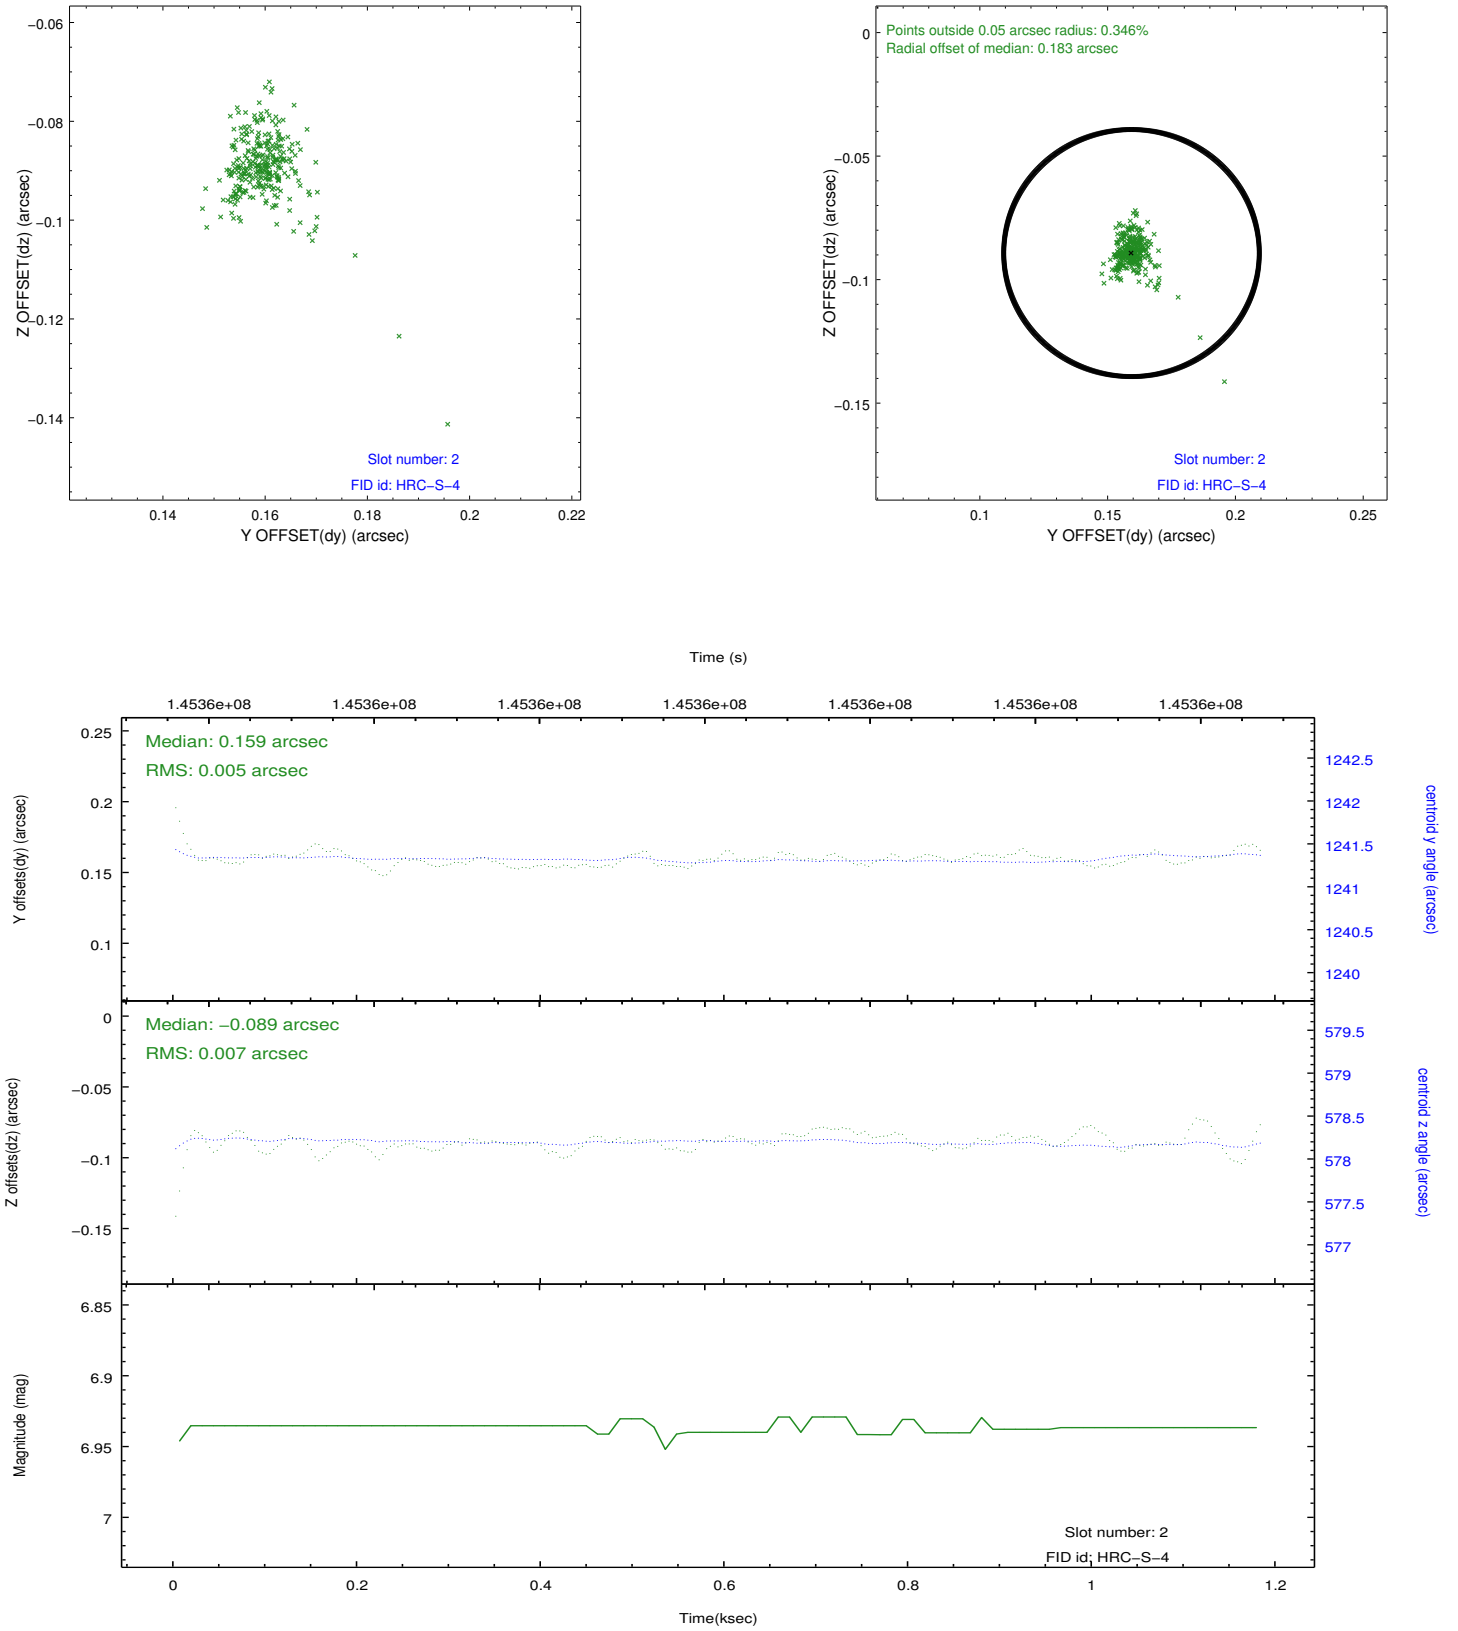 −0.06
−0.08
−0.1
−0.12
−0.14
Z OFFSET(dz) (arcsec)
Slot number: 2
FID id: HRC−S−4
0.14 0.16 0.18 0.2 0.22
Y OFFSET(dy) (arcsec)
Points outside 0.05 arcsec radius: 0.346%
Radial offset of median: 0.183 arcsec
0
−0.05
−0.1
−0.15
Z OFFSET(dz) (arcsec)
Slot number: 2
FID id: HRC−S−4
0.1 0.15 0.2 0.25
Y OFFSET(dy) (arcsec)
Time (s)
1.4536e+08 1.4536e+08 1.4536e+08 1.4536e+08 1.4536e+08 1.4536e+08 1.4536e+08
Median: 0.159 arcsec
RMS: 0.005 arcsec
0.25
0.2
0.15
0.1
Y offsets(dy) (arcsec)
1242.5
1242
1241.5
1241
1240.5
1240
centroid y angle (arcsec)
Median: −0.089 arcsec
RMS: 0.007 arcsec
0
−0.05
−0.1
−0.15
Z offsets(dz) (arcsec)
579.5
579
578.5
578
577.5
577
centroid z angle (arcsec)
6.85
6.9
6.95
7
Magnitude (mag)
Slot number: 2
FID id: HRC−S−4
0 0.2 0.4 0.6 0.8 1 1.2
Time(ksec)